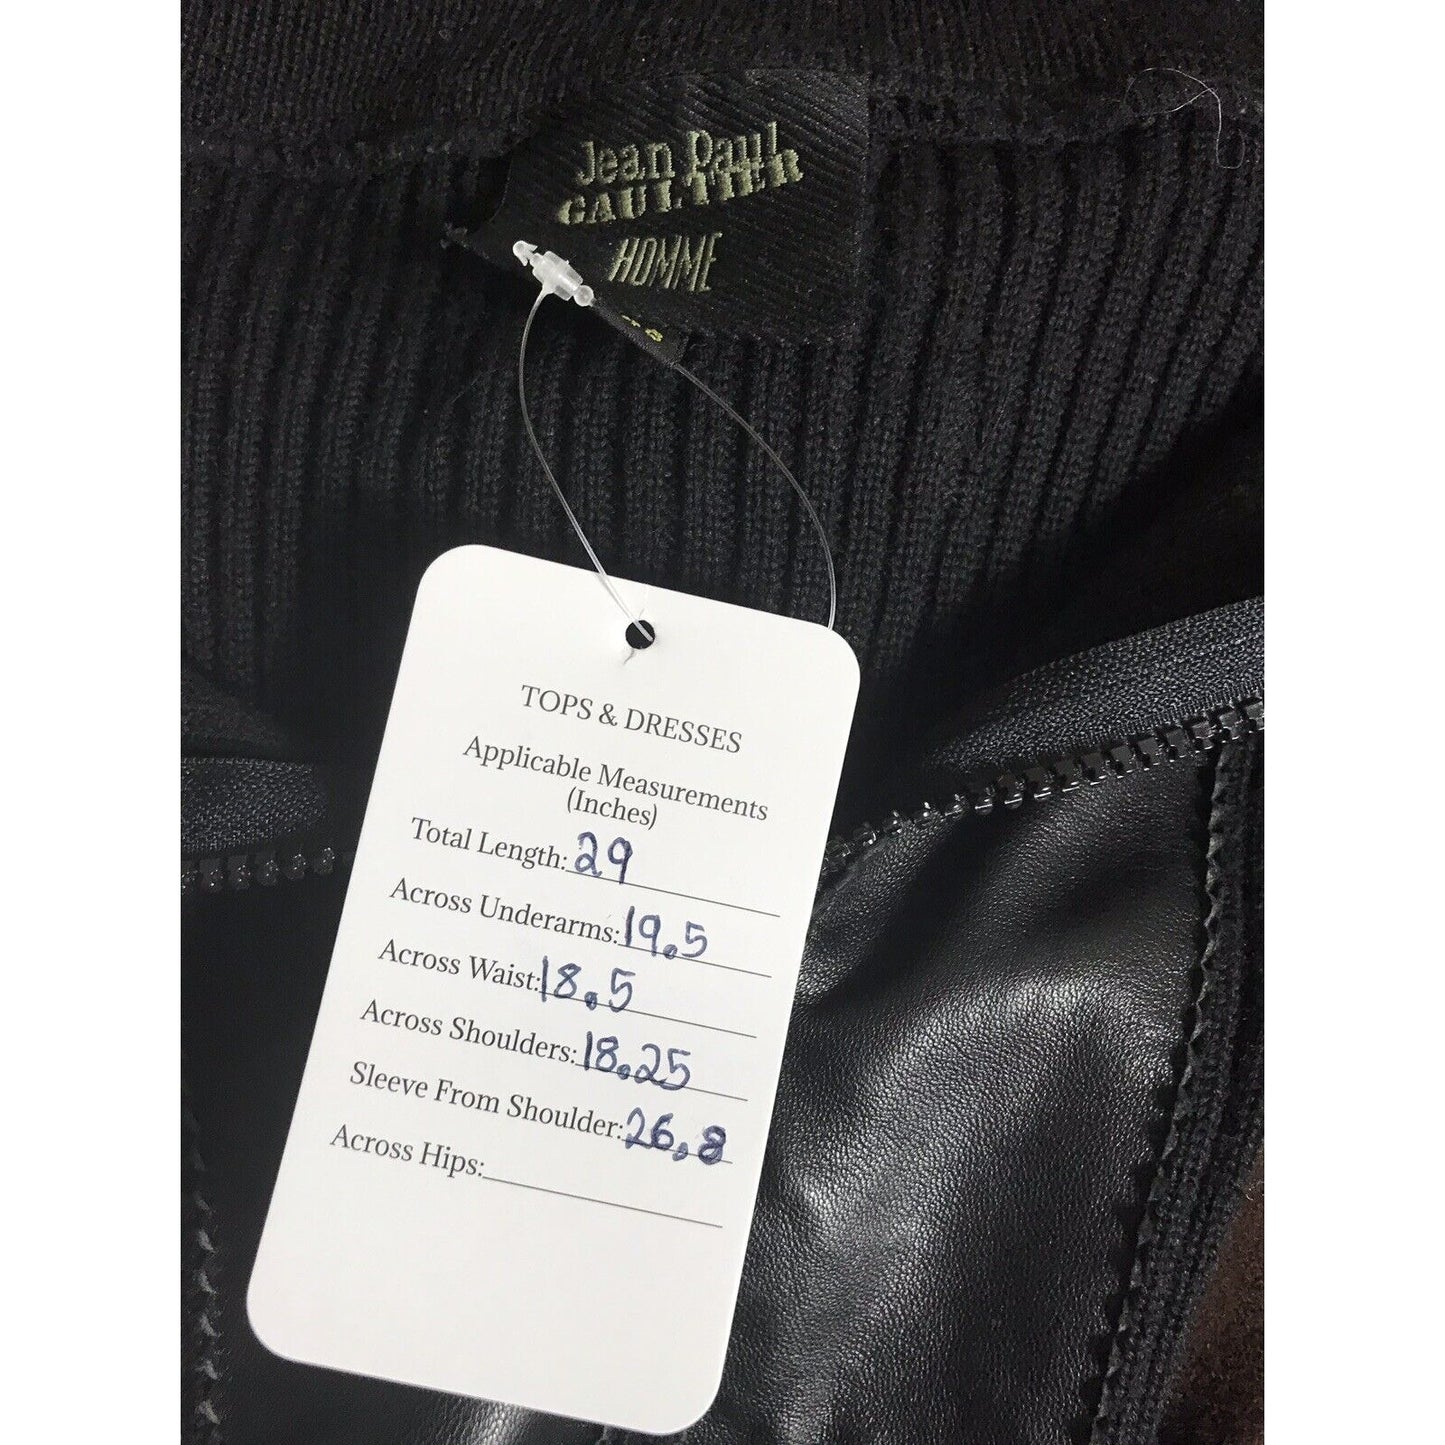 Jean Paul
GAULTIER
HOMME
TOPS & DRESSES
Applicable Measurements
(Inches)
Total Length: 29
Across Underarms: 19.5
Across Waist: 18.5
Across Shoulders: 18.25
Sleeve From Shoulder: 26.8
Across Hips: